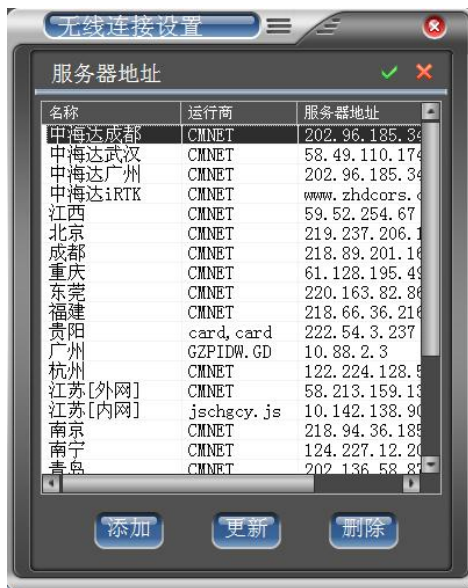 无线连接设置
服务器地址
名称 运行商 服务器地址
中海达成都 CMNET 202.96.185.34
中海达武汉 CMNET 58.49.110.174
中海达广州 CMNET 202.96.185.34
中海达iRTK CMNET www.zhdcors.c
江西 CMNET 59.52.254.67
北京 CMNET 219.237.206.1
成都 CMNET 218.89.201.16
重庆 CMNET 61.128.195.49
东莞 CMNET 220.163.82.86
福建 CMNET 218.66.36.216
贵阳 card,card 222.54.3.237
广州 GZPIDW.GD 10.88.2.3
杭州 CMNET 122.224.128.5
江苏[外网] CMNET 58.213.159.13
江苏[内网] jschgcy.js 10.142.138.90
南京 CMNET 218.94.36.185
南宁 CMNET 124.227.12.20
青岛 CMNET 202.136.58.87
添加 更新 删除